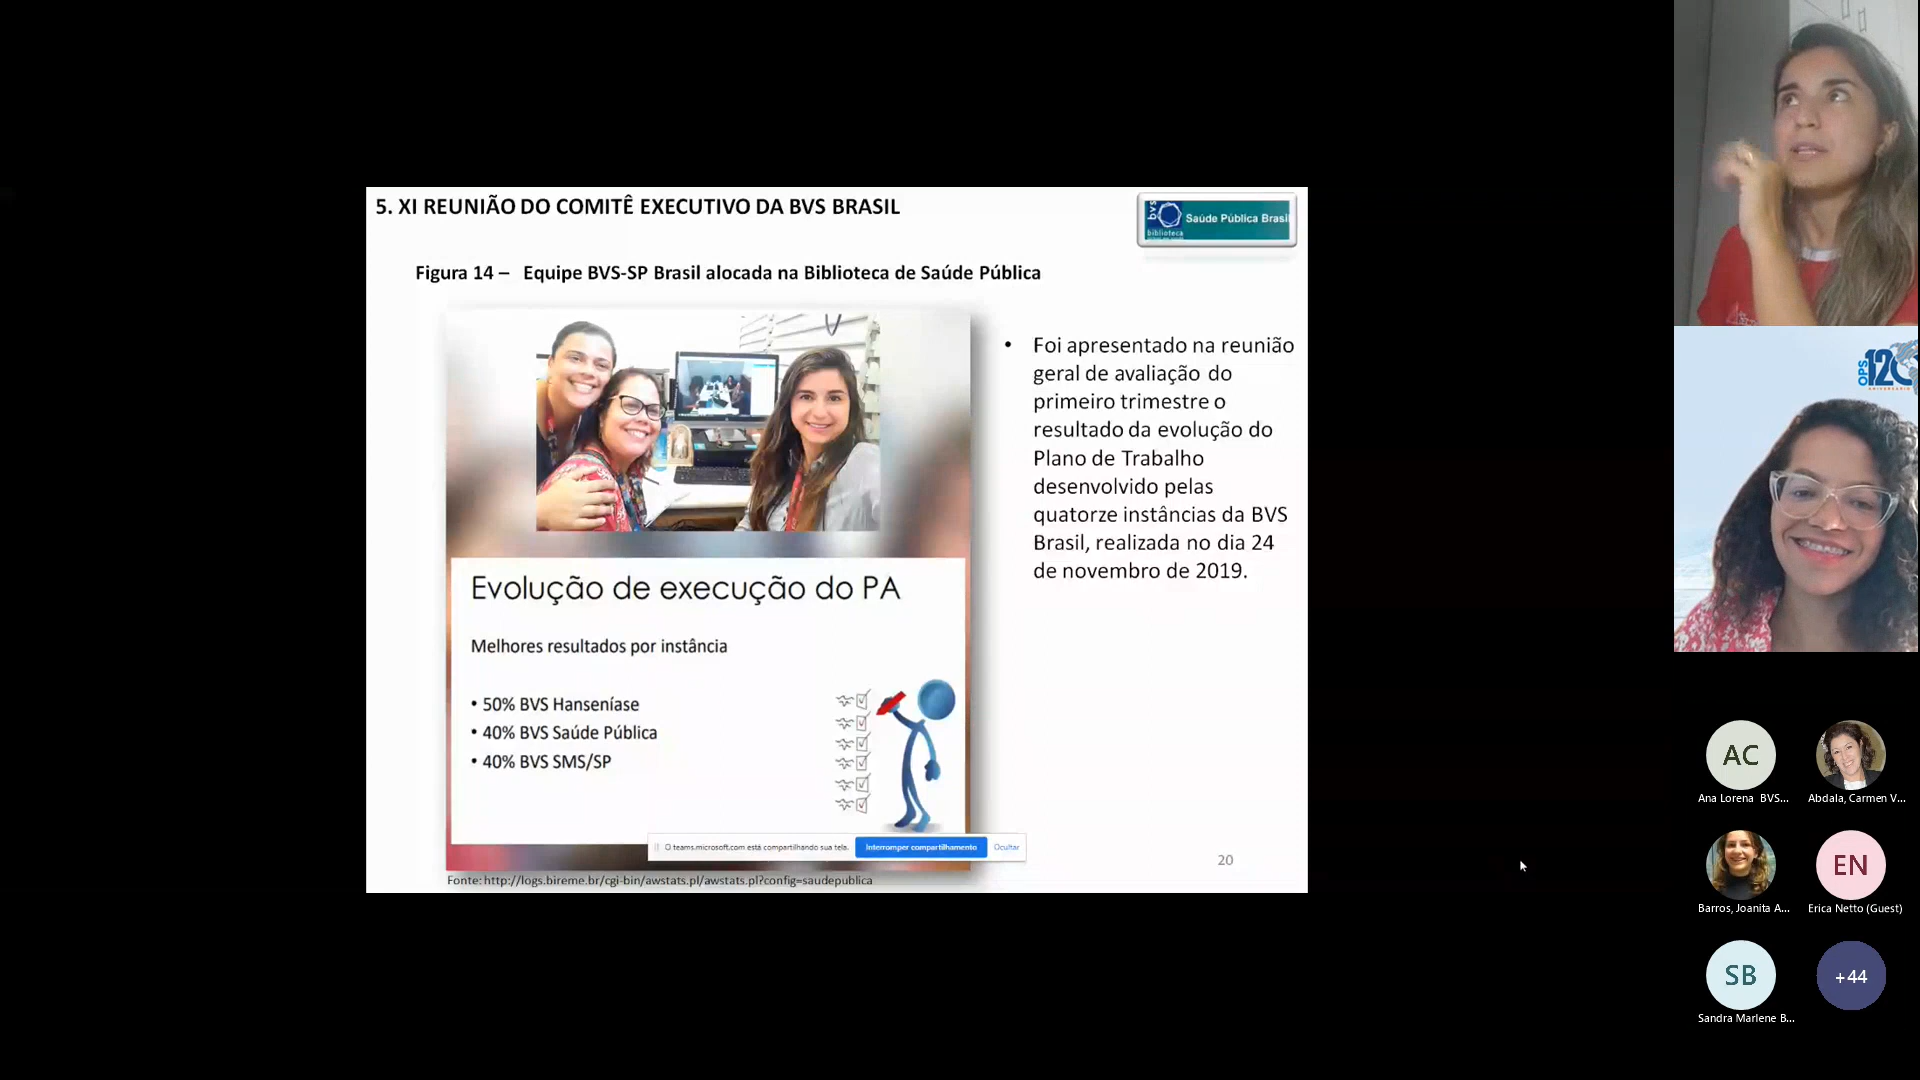 5. XI REUNIÃO DO COMITÊ EXECUTIVO DA BVS BRASIL
bvs
Saúde Pública Brasil
biblioteca
Figura 14 – Equipe BVS-SP Brasil alocada na Biblioteca de Saúde Pública
• Foi apresentado na reunião
geral de avaliação do
primeiro trimestre o
resultado da evolução do
Plano de Trabalho
desenvolvido pelas
quatorze instâncias da BVS
Brasil, realizada no dia 24
de novembro de 2019.
Evolução de execução do PA
Melhores resultados por instância
• 50% BVS Hanseníase
• 40% BVS Saúde Pública
• 40% BVS SMS/SP
O teams.microsoft.com está compartilhando sua tela.
Interromper compartilhamento
Ocultar
20
Fonte: http://logs.bireme.br/cgi-bin/awstats.pl/awstats.pl?config=saudepublica
OPS
120
ANIVERSÁRIO
AC
Ana Lorena BVS...
Abdala, Carmen V...
Barros, Joanita A...
EN
Erica Netto (Guest)
SB
Sandra Marlene B...
+44